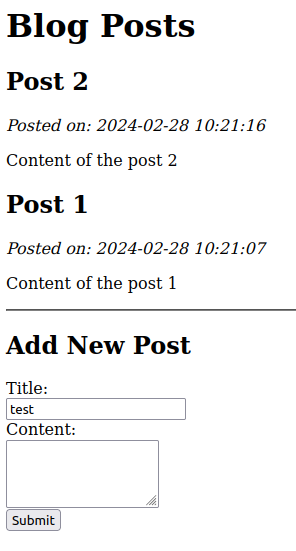 Blog Posts
Post 2
Posted on: 2024-02-28 10:21:16
Content of the post 2
Post 1
Posted on: 2024-02-28 10:21:07
Content of the post 1
Add New Post
Title:
test
Content:
Submit